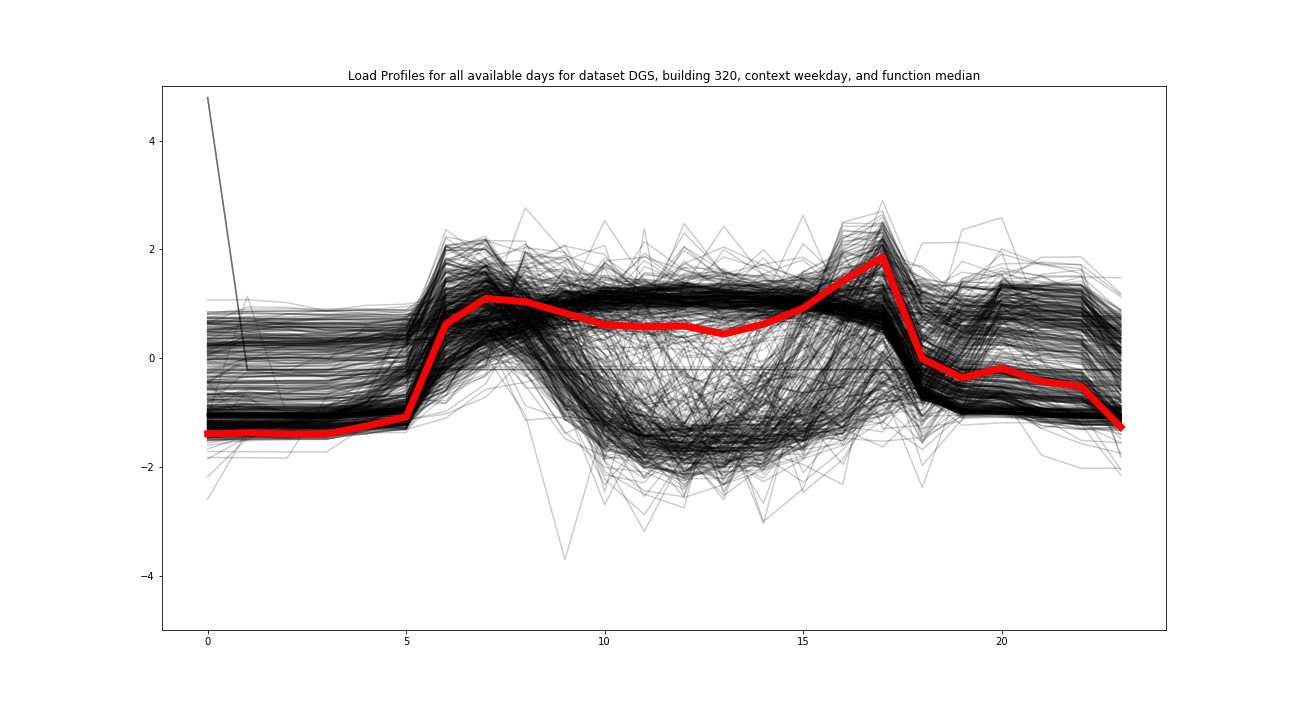 Load Profiles for all available days for dataset DGS, building 320, context weekday, and function median
4
2
0
−2
−4
0 5 10 15 20